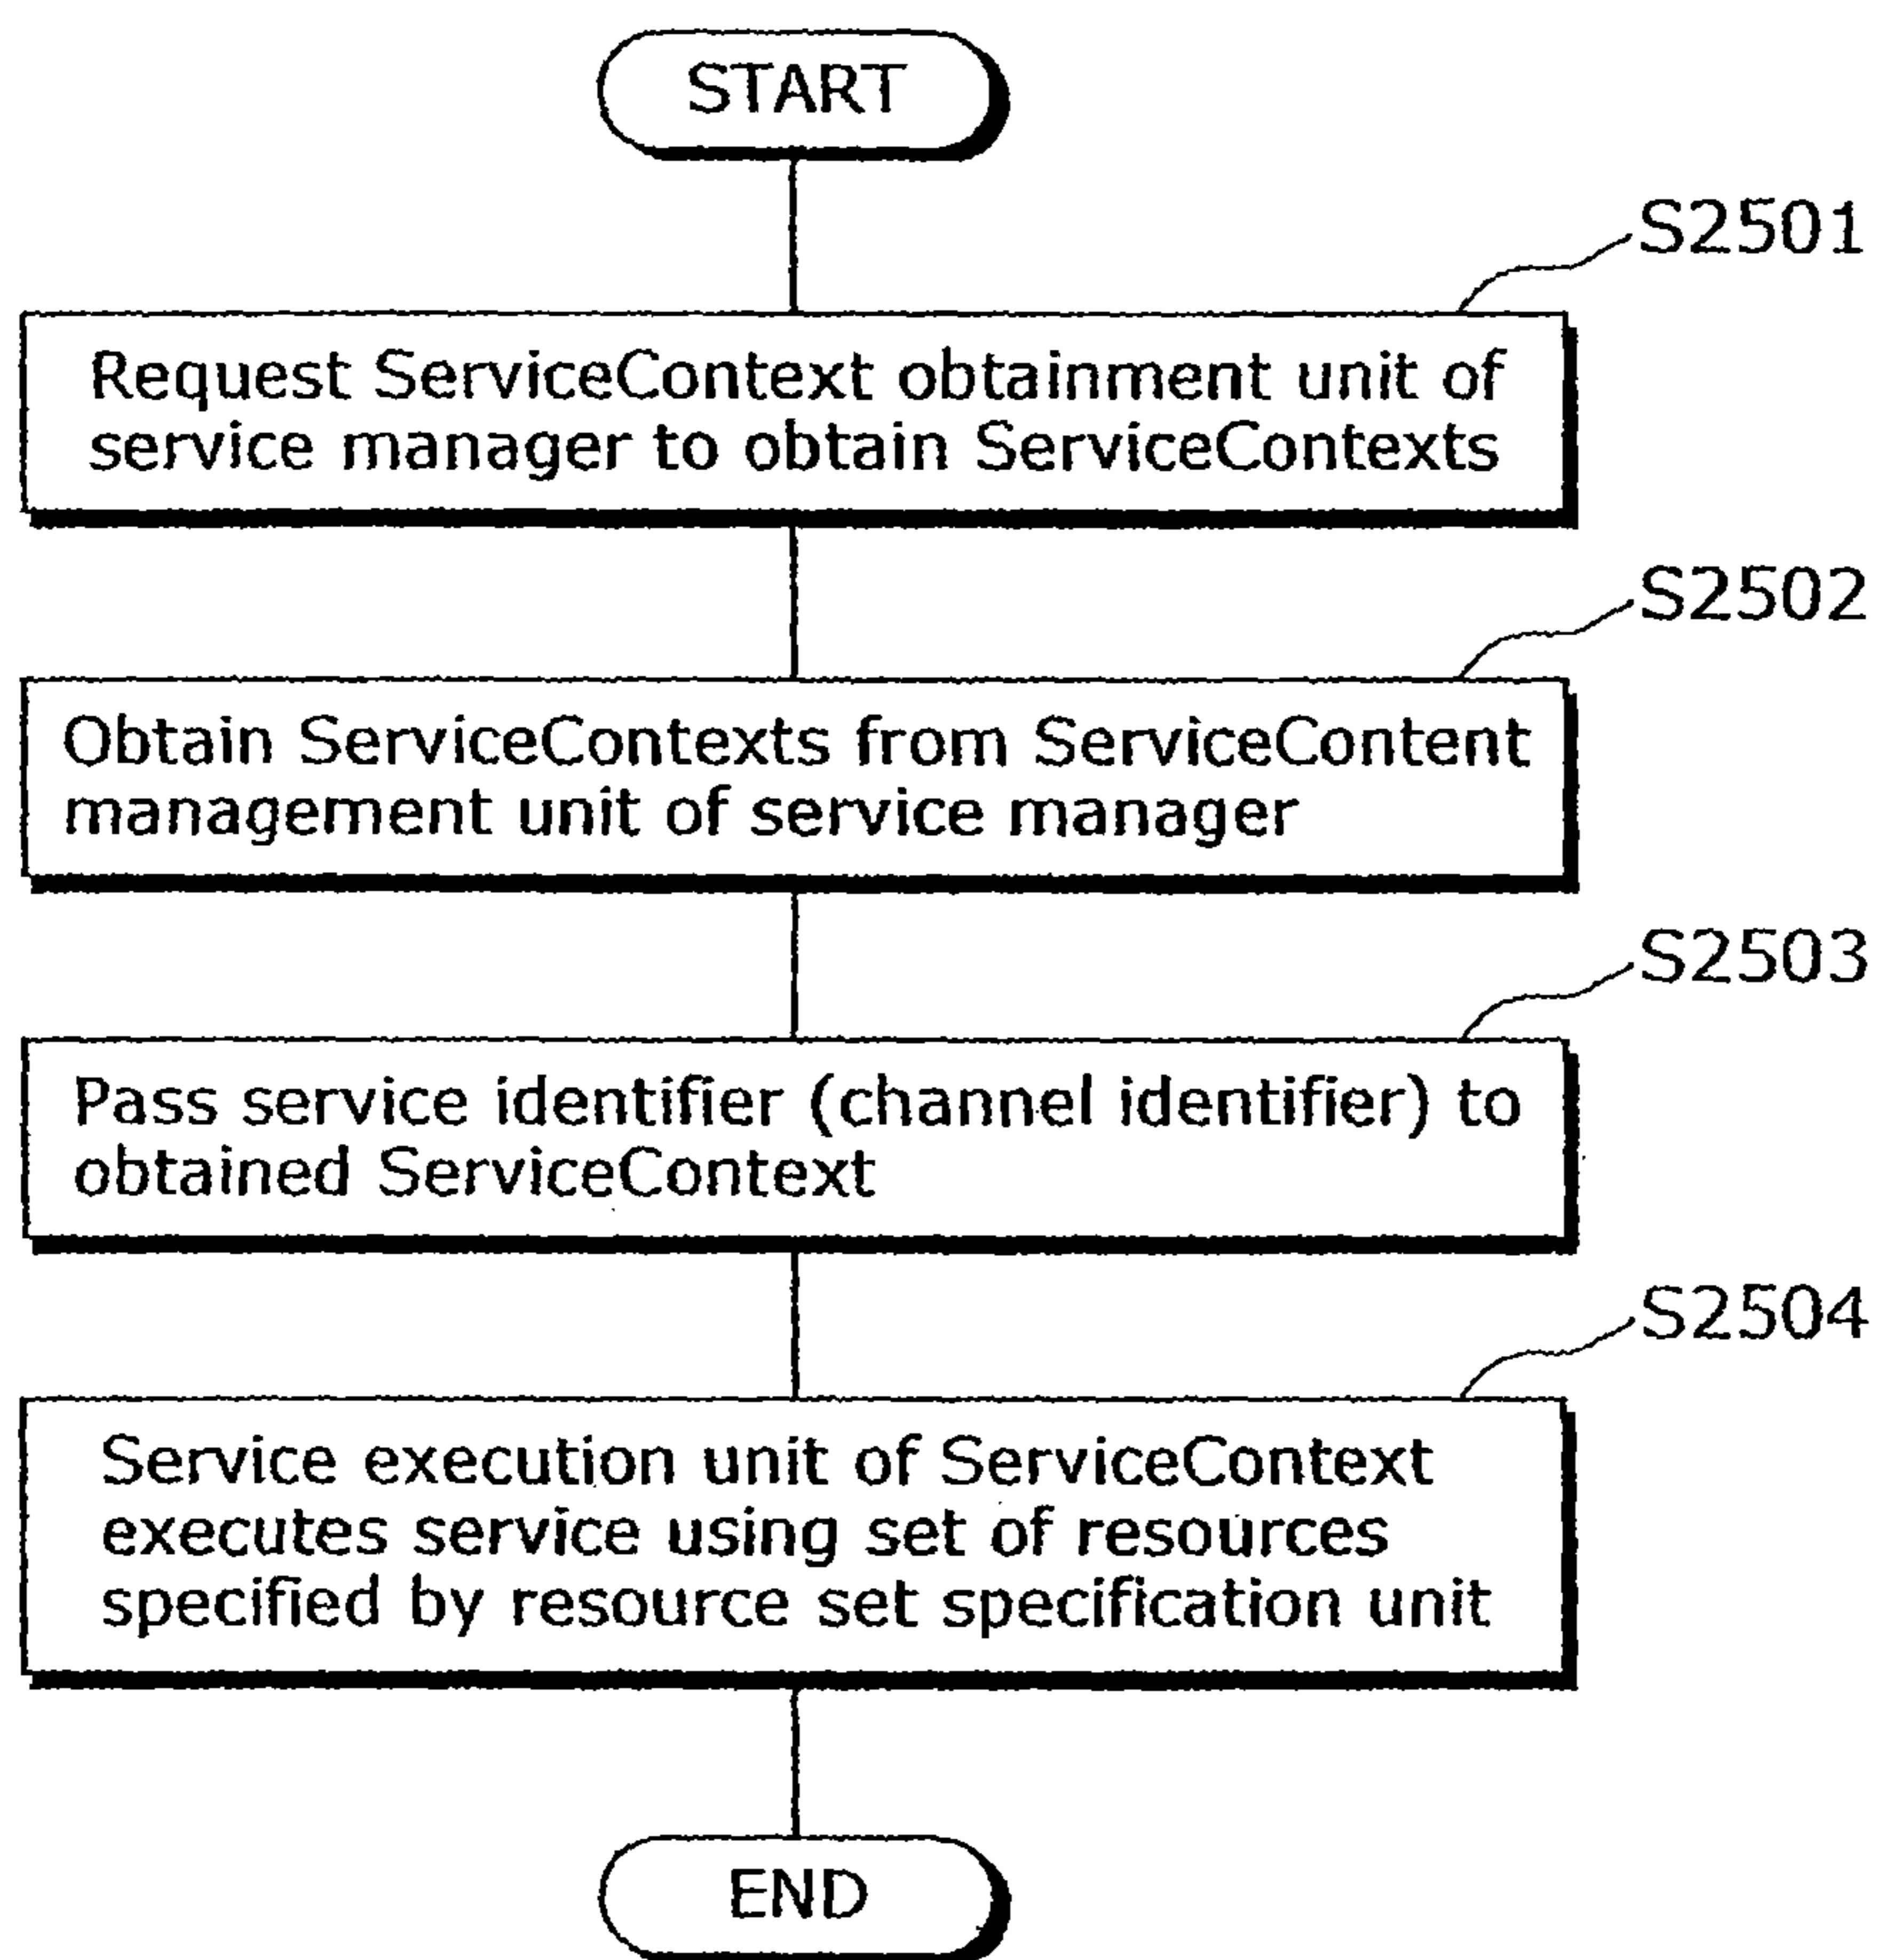 START
S2501
Request ServiceContext obtainment unit of
service manager to obtain ServiceContexts
S2502
Obtain ServiceContexts from ServiceContent
management unit of service manager
S2503
Pass service identifier (channel identifier) to
obtained ServiceContext
S2504
Service execution unit of ServiceContext
executes service using set of resources
specified by resource set specification unit
END